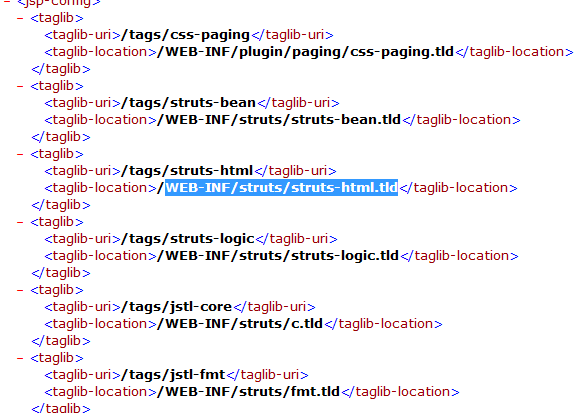 – <jsp-config>
– <taglib>
<taglib-uri>/tags/css-paging</taglib-uri>
<taglib-location>/WEB-INF/plugin/paging/css-paging.tld</taglib-location>
</taglib>
– <taglib>
<taglib-uri>/tags/struts-bean</taglib-uri>
<taglib-location>/WEB-INF/struts/struts-bean.tld</taglib-location>
</taglib>
– <taglib>
<taglib-uri>/tags/struts-html</taglib-uri>
<taglib-location>/WEB-INF/struts/struts-html.tld</taglib-location>
</taglib>
– <taglib>
<taglib-uri>/tags/struts-logic</taglib-uri>
<taglib-location>/WEB-INF/struts/struts-logic.tld</taglib-location>
</taglib>
– <taglib>
<taglib-uri>/tags/jstl-core</taglib-uri>
<taglib-location>/WEB-INF/struts/c.tld</taglib-location>
</taglib>
– <taglib>
<taglib-uri>/tags/jstl-fmt</taglib-uri>
<taglib-location>/WEB-INF/struts/fmt.tld</taglib-location>
</taglib>